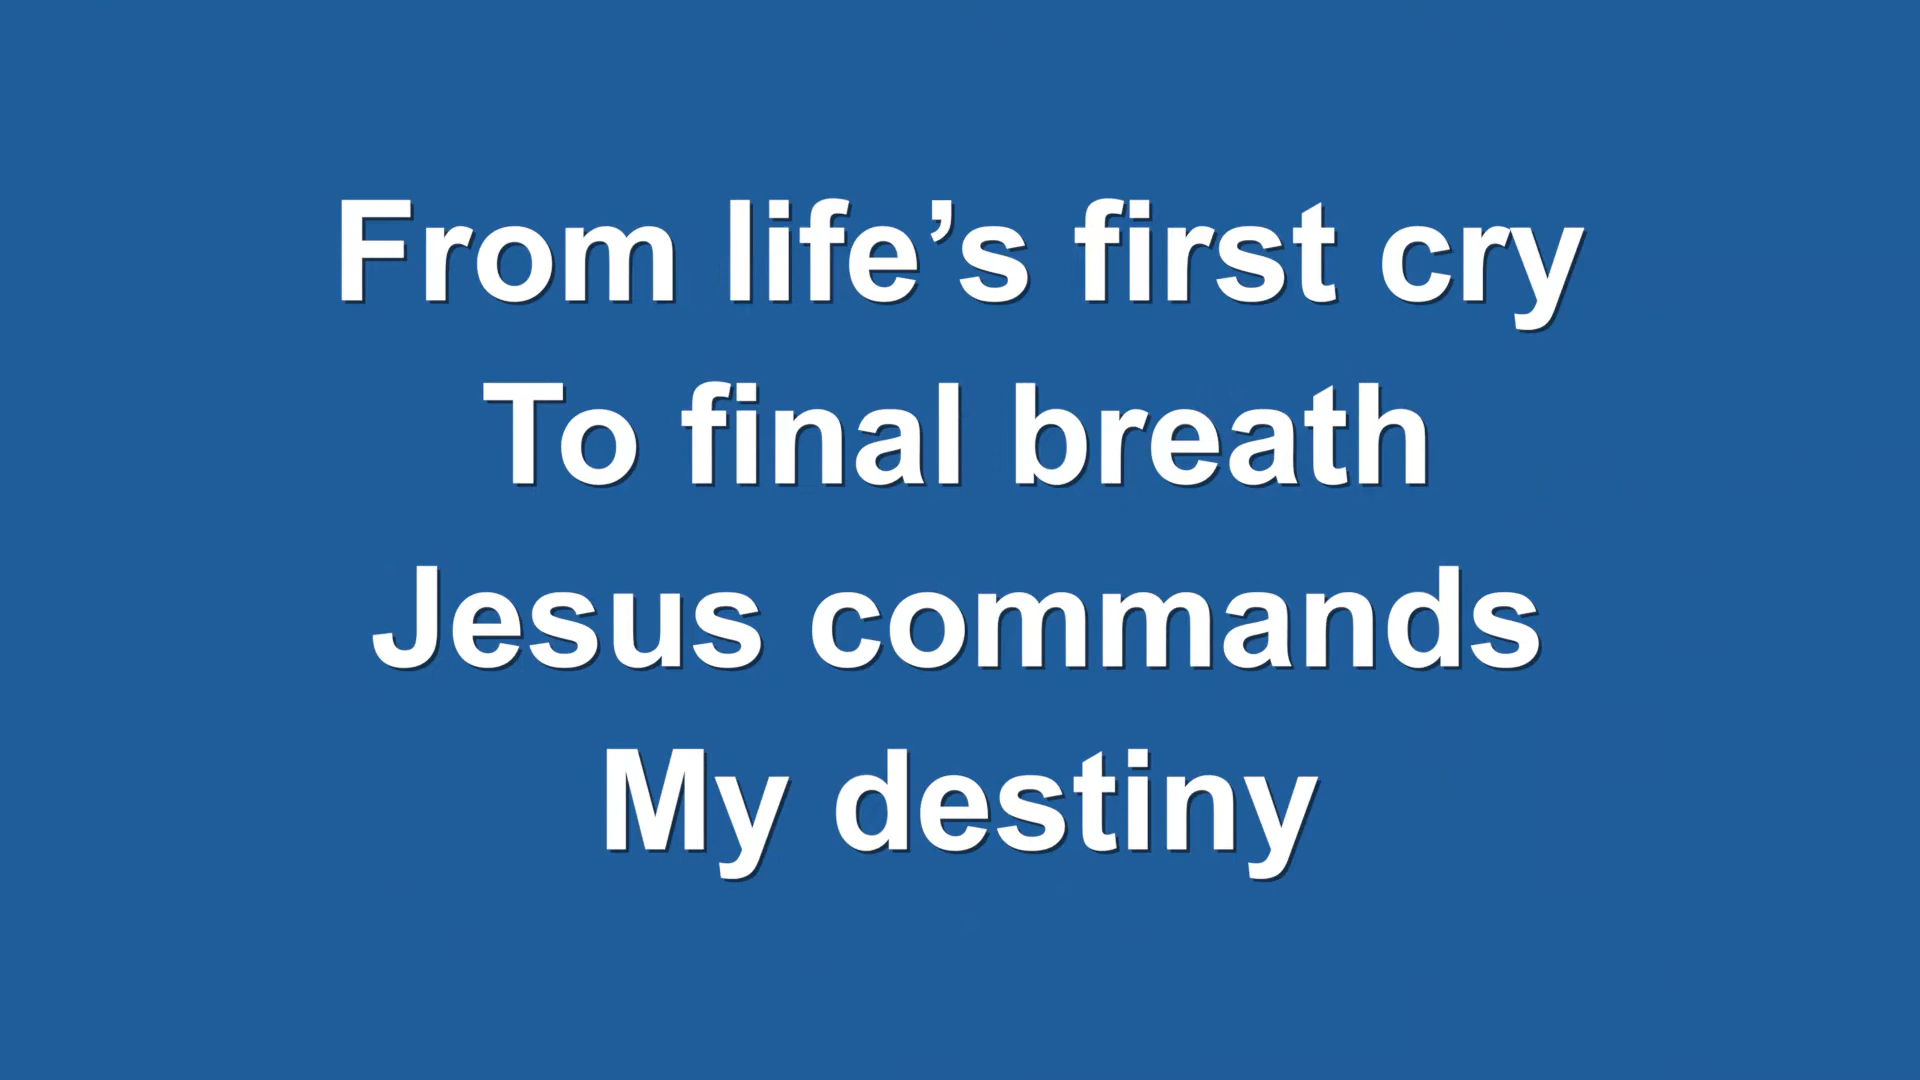 From life’s first cry
To final breath
Jesus commands
My destiny